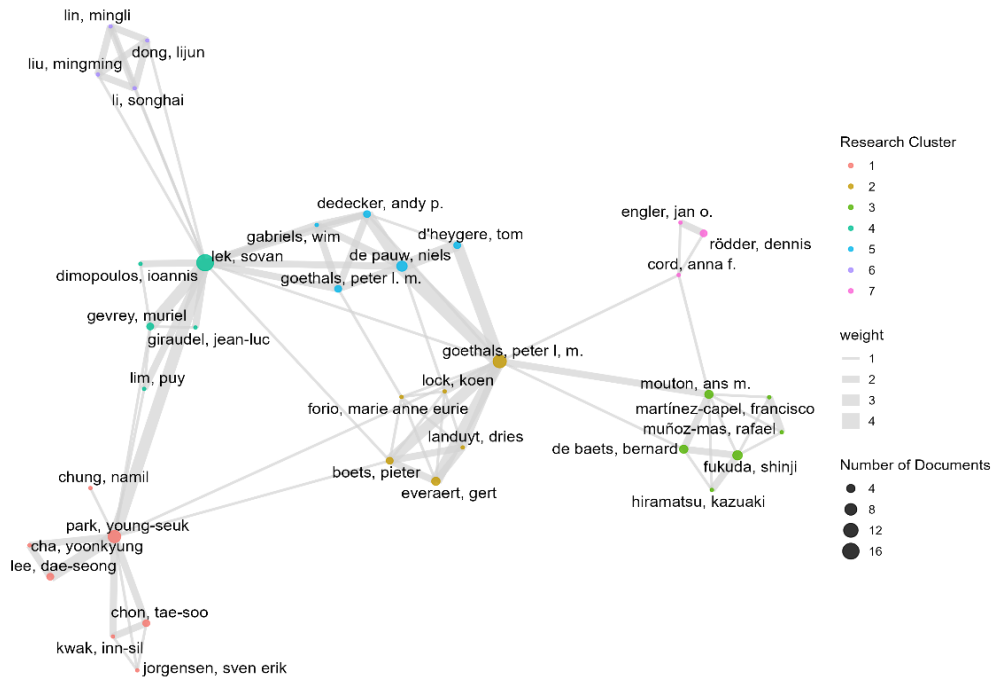 lin, mingli
dong, lijun
liu, mingming
li, songhai
dedecker, andy p.
gabriels, wim
d'heygere, tom
lek, sovan
de pauw, niels
dimopoulos, ioannis
goethals, peter l. m.
gevrey, muriel
giraudel, jean-luc
lim, puy
engler, jan o.
rödder, dennis
cord, anna f.
goethals, peter l, m.
lock, koen
forio, marie anne eurie
landuyt, dries
boets, pieter
everaert, gert
mouton, ans m.
martínez-capel, francisco
muñoz-mas, rafael
de baets, bernard
fukuda, shinji
hiramatsu, kazuaki
chung, namil
park, young-seuk
cha, yoonkyung
lee, dae-seong
chon, tae-soo
kwak, inn-sil
jorgensen, sven erik
Research Cluster
1
2
3
4
5
6
7
weight
1
2
3
4
Number of Documents
4
8
12
16